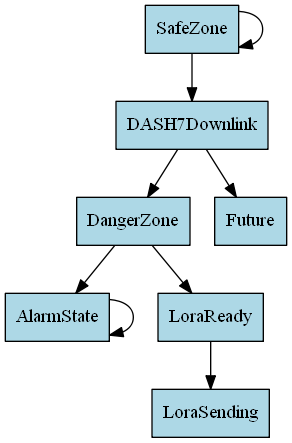 SafeZone
DASH7Downlink
DangerZone
Future
AlarmState
LoraReady
LoraSending